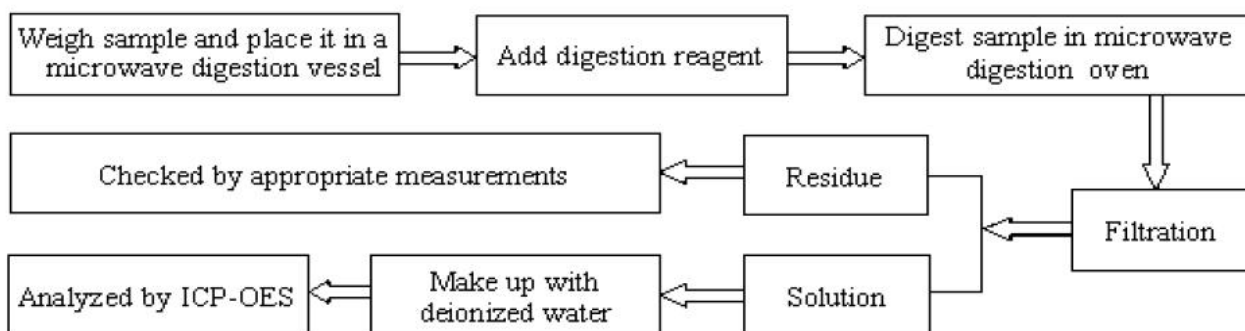 Weigh sample and place it in a
microwave digestion vessel
Add digestion reagent
Digest sample in microwave
digestion oven
Filtration
Residue
Checked by appropriate measurements
Solution
Make up with
deionized water
Analyzed by ICP-OES